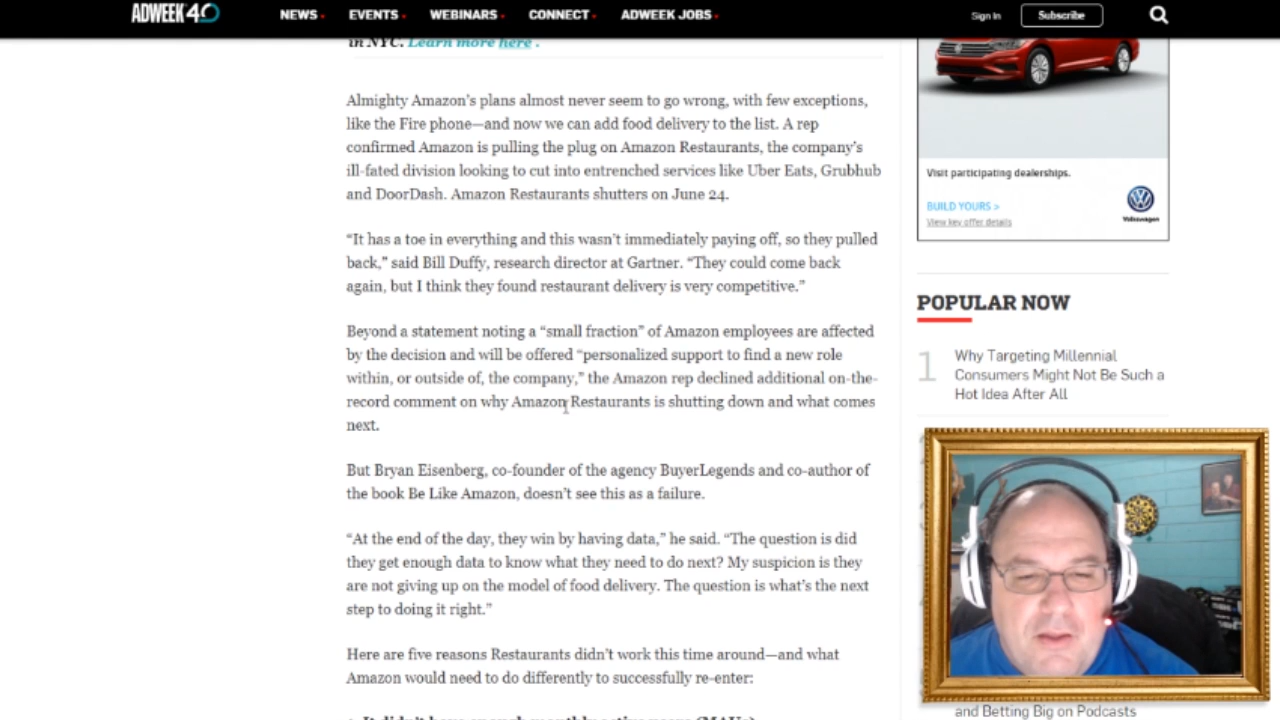 ADWEEK 40 NEWS EVENTS WEBINARS CONNECT ADWEEK JOBS Sign In Subscribe
in NYC. Learn more here .
Almighty Amazon's plans almost never seem to go wrong, with few exceptions,
like the Fire phone—and now we can add food delivery to the list. A rep
confirmed Amazon is pulling the plug on Amazon Restaurants, the company's
ill-fated division looking to cut into entrenched services like Uber Eats, Grubhub
and DoorDash. Amazon Restaurants shutters on June 24.
“It has a toe in everything and this wasn't immediately paying off, so they pulled
back,” said Bill Duffy, research director at Gartner. “They could come back
again, but I think they found restaurant delivery is very competitive.”
Beyond a statement noting a “small fraction” of Amazon employees are affected
by the decision and will be offered “personalized support to find a new role
within, or outside of, the company,” the Amazon rep declined additional on-the-
record comment on why Amazon Restaurants is shutting down and what comes
next.
But Bryan Eisenberg, co-founder of the agency BuyerLegends and co-author of
the book Be Like Amazon, doesn't see this as a failure.
“At the end of the day, they win by having data,” he said. “The question is did
they get enough data to know what they need to do next? My suspicion is they
are not giving up on the model of food delivery. The question is what's the next
step to doing it right.”
Here are five reasons Restaurants didn't work this time around—and what
Amazon would need to do differently to successfully re-enter:
It didn't have enough monthly active users (MAUs)
Visit participating dealerships.
BUILD YOURS >
View key offer details
Volkswagen
POPULAR NOW
1
Why Targeting Millennial
Consumers Might Not Be Such a
Hot Idea After All
and Betting Big on Podcasts